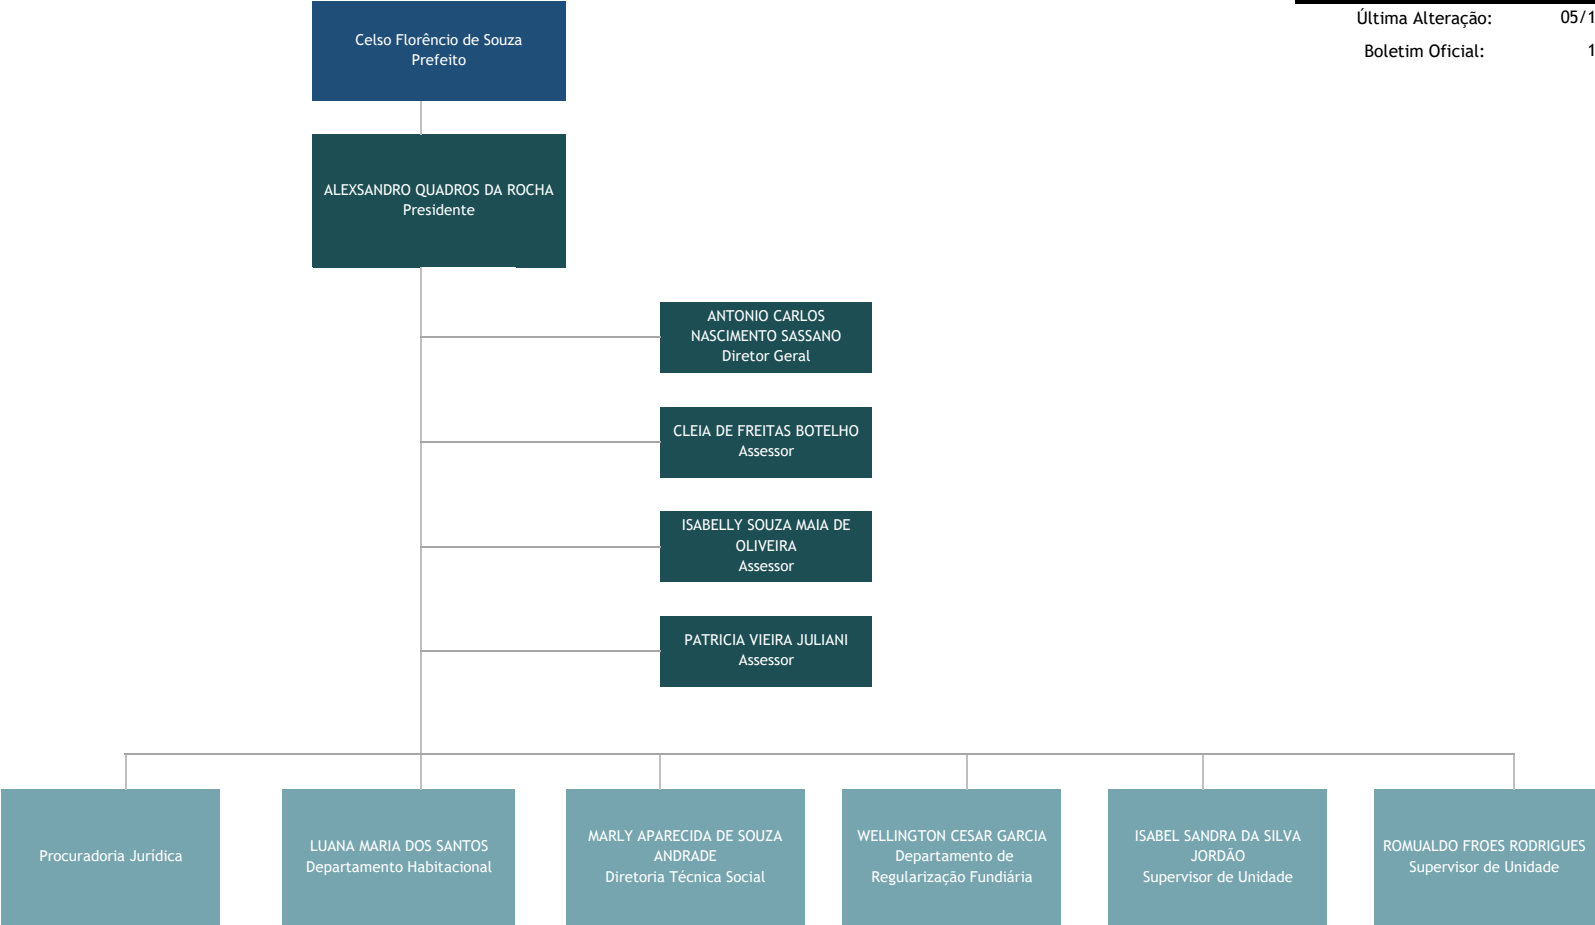 Celso Florêncio de Souza
Prefeito
Última Alteração:
05/1
Boletim Oficial:
1
ALEXSANDRO QUADROS DA ROCHA
Presidente
ANTONIO CARLOS
NASCIMENTO SASSANO
Diretor Geral
CLEIA DE FREITAS BOTELHO
Assessor
ISABELLY SOUZA MAIA DE
OLIVEIRA
Assessor
PATRICIA VIEIRA JULIANI
Assessor
Procuradoria Jurídica
LUANA MARIA DOS SANTOS
Departamento Habitacional
MARLY APARECIDA DE SOUZA
ANDRADE
Diretoria Técnica Social
WELLINGTON CESAR GARCIA
Departamento de
Regularização Fundiária
ISABEL SANDRA DA SILVA
JORDÃO
Supervisor de Unidade
ROMUALDO FROES RODRIGUES
Supervisor de Unidade